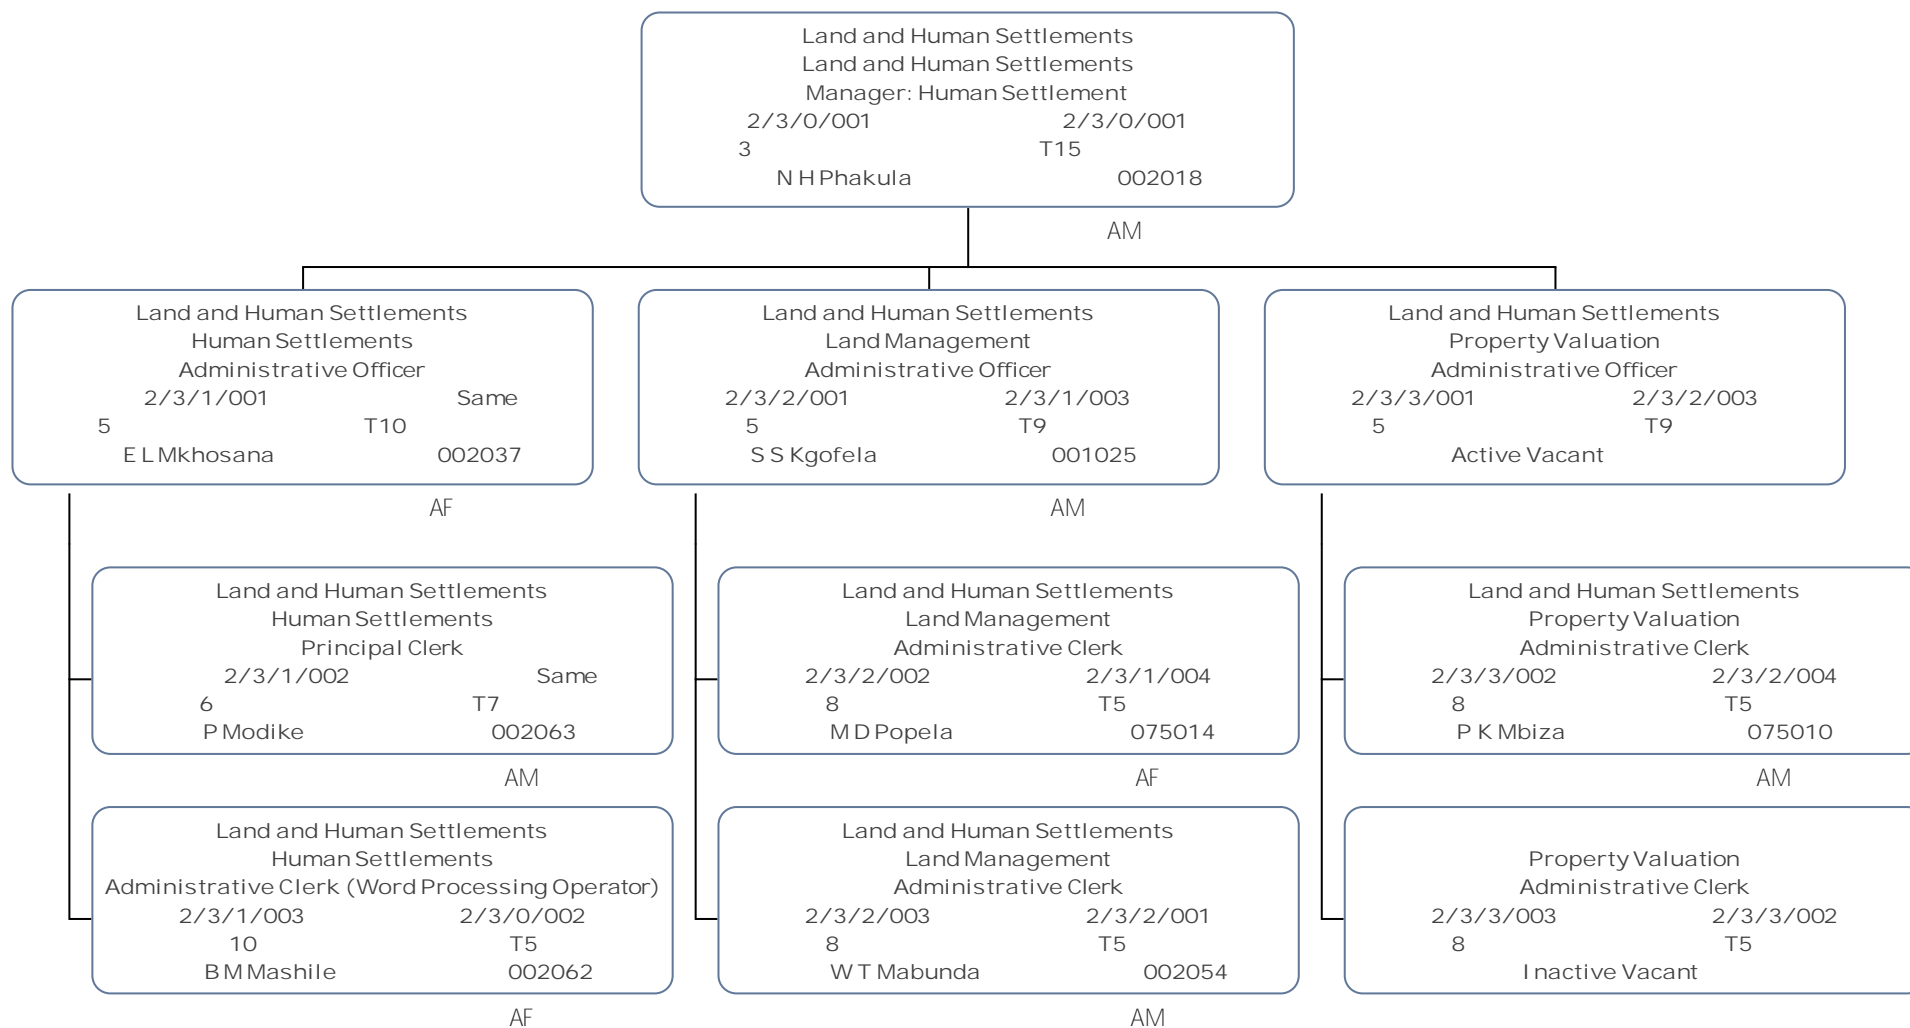 Land and Human Settlements
Land and Human Settlements
Manager: Human Settlement
2/3/0/001 2/3/0/001
3 T15
N H Phakula 002018
AM
Land and Human Settlements
Human Settlements
Administrative Officer
2/3/1/001 Same
5 T10
E L Mkhosana 002037
AF
Land and Human Settlements
Land Management
Administrative Officer
2/3/2/001 2/3/1/003
5 T9
S S Kgofela 001025
AM
Land and Human Settlements
Property Valuation
Administrative Officer
2/3/3/001 2/3/2/003
5 T9
Active Vacant
Land and Human Settlements
Human Settlements
Principal Clerk
2/3/1/002 Same
6 T7
P Modike 002063
AM
Land and Human Settlements
Land Management
Administrative Clerk
2/3/2/002 2/3/1/004
8 T5
M D Popela 075014
AF
Land and Human Settlements
Property Valuation
Administrative Clerk
2/3/3/002 2/3/2/004
8 T5
P K Mbiza 075010
AM
Land and Human Settlements
Human Settlements
Administrative Clerk (Word Processing Operator)
2/3/1/003 2/3/0/002
10 T5
B M Mashile 002062
AF
Land and Human Settlements
Land Management
Administrative Clerk
2/3/2/003 2/3/2/001
8 T5
W T Mabunda 002054
AM
Property Valuation
Administrative Clerk
2/3/3/003 2/3/3/002
8 T5
Inactive Vacant